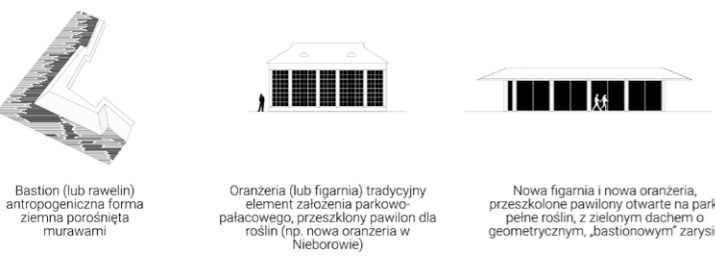 Bastion (lub rawelin)
antropogeniczna forma
ziemna porośnięta
murawami
Oranżeria (lub figarnia) tradycyjny
element założenia parkowo-
pałacowego, przeszklony pawilon dla
roślin (np. nowa oranżeria w
Nieborowie)
Nowa figarnia i nowa oranżeria,
przeszkolone pawilony otwarte na park
pełne roślin, z zielonym dachem o
geometrycznym, „bastionowym”